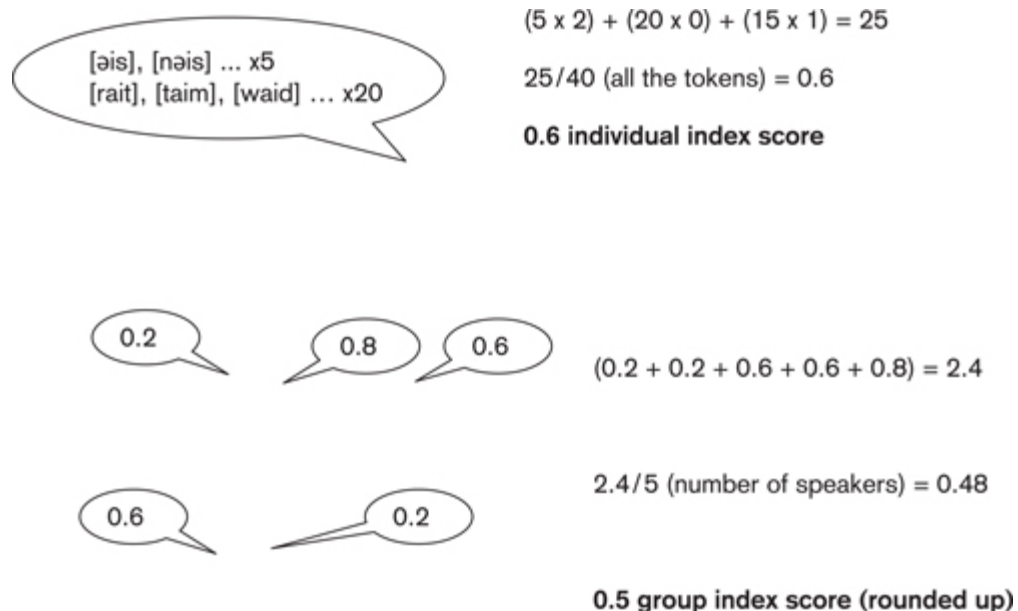 [əis], [nəis] ... x5
[rait], [taim], [waid] ... x20
(5 x 2) + (20 x 0) + (15 x 1) = 25
25/40 (all the tokens) = 0.6
0.6 individual index score
0.2
0.8
0.6
(0.2 + 0.2 + 0.6 + 0.6 + 0.8) = 2.4
0.6
0.2
2.4/5 (number of speakers) = 0.48
0.5 group index score (rounded up)